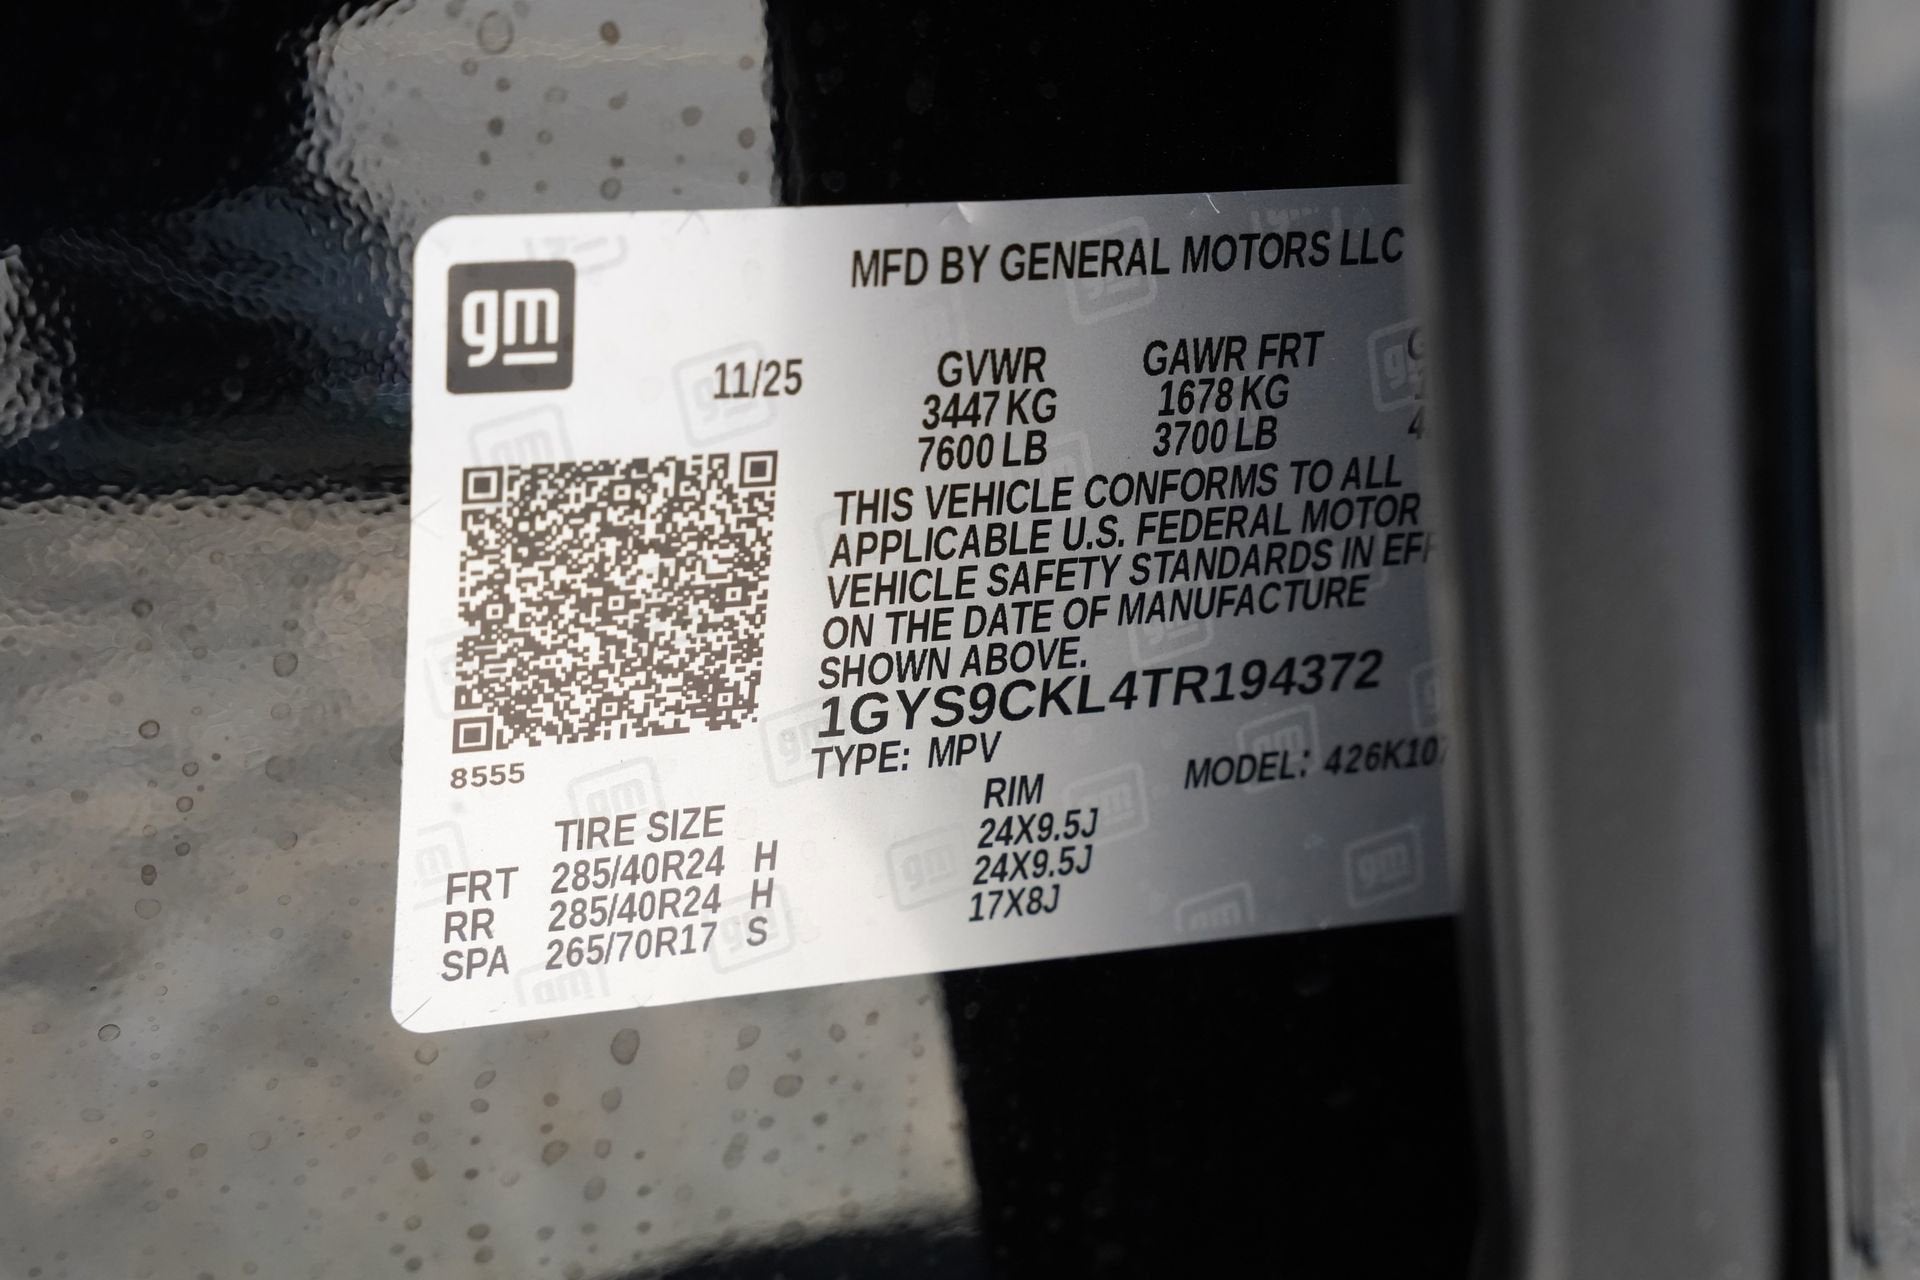 gm
MFD BY GENERAL MOTORS LLC
11/25
GVWR GAWR FRT
3447 KG 1678 KG
7600 LB 3700 LB
THIS VEHICLE CONFORMS TO ALL
APPLICABLE U.S. FEDERAL MOTOR
VEHICLE SAFETY STANDARDS IN EFF
ON THE DATE OF MANUFACTURE
SHOWN ABOVE.
1GYS9CKL4TR194372
TYPE: MPV MODEL: 426K10
8555
TIRE SIZE RIM
FRT 285/40R24 H 24X9.5J
RR 285/40R24 H 24X9.5J
SPA 265/70R17 S 17X8J